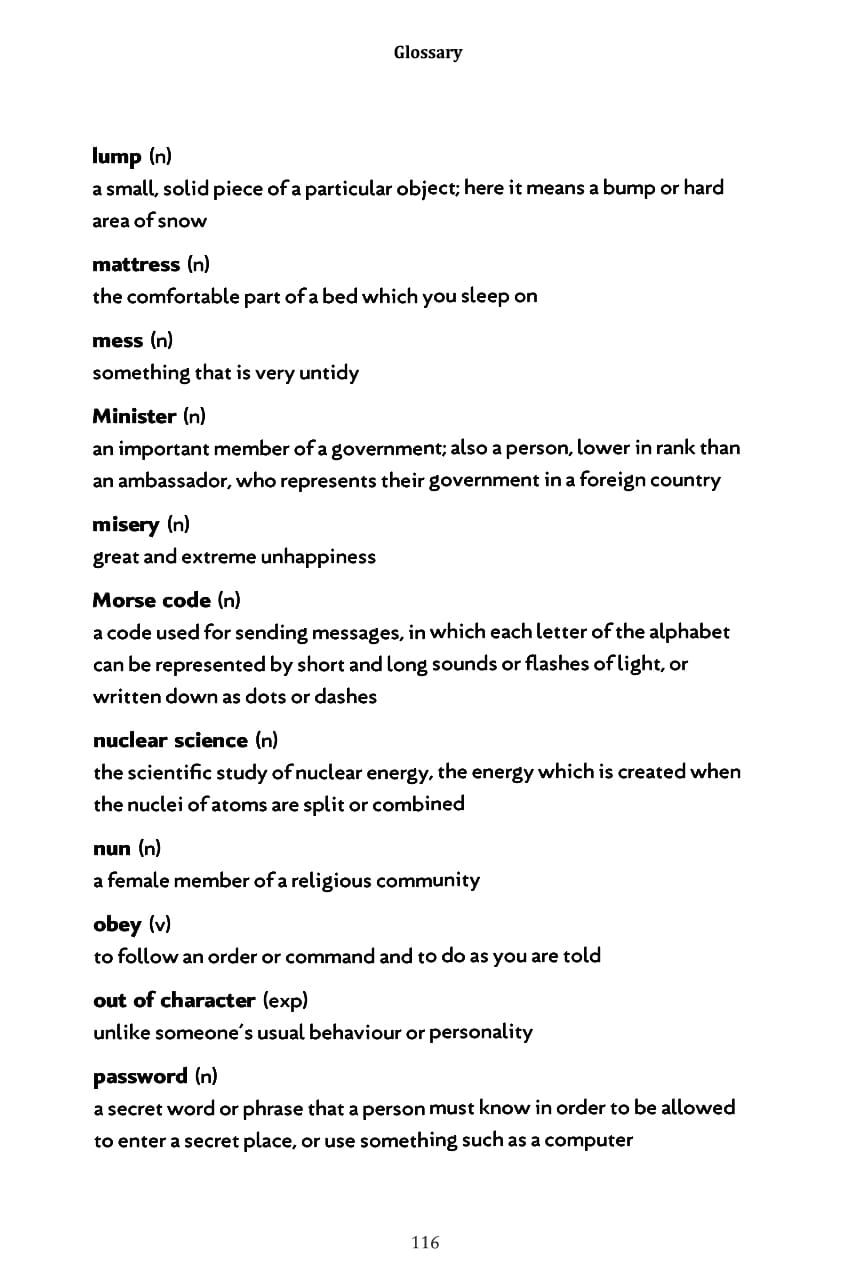 Glossary
lump (n)
a small, solid piece of a particular object; here it means a bump or hard
area of snow
mattress (n)
the comfortable part of a bed which you sleep on
mess (n)
something that is very untidy
Minister (n)
an important member of a government; also a person, lower in rank than
an ambassador, who represents their government in a foreign country
misery (n)
great and extreme unhappiness
Morse code (n)
a code used for sending messages, in which each letter of the alphabet
can be represented by short and long sounds or flashes of light, or
written down as dots or dashes
nuclear science (n)
the scientific study of nuclear energy, the energy which is created when
the nuclei of atoms are split or combined
nun (n)
a female member of a religious community
obey (v)
to follow an order or command and to do as you are told
out of character (exp)
unlike someone's usual behaviour or personality
password (n)
a secret word or phrase that a person must know in order to be allowed
to enter a secret place, or use something such as a computer
116